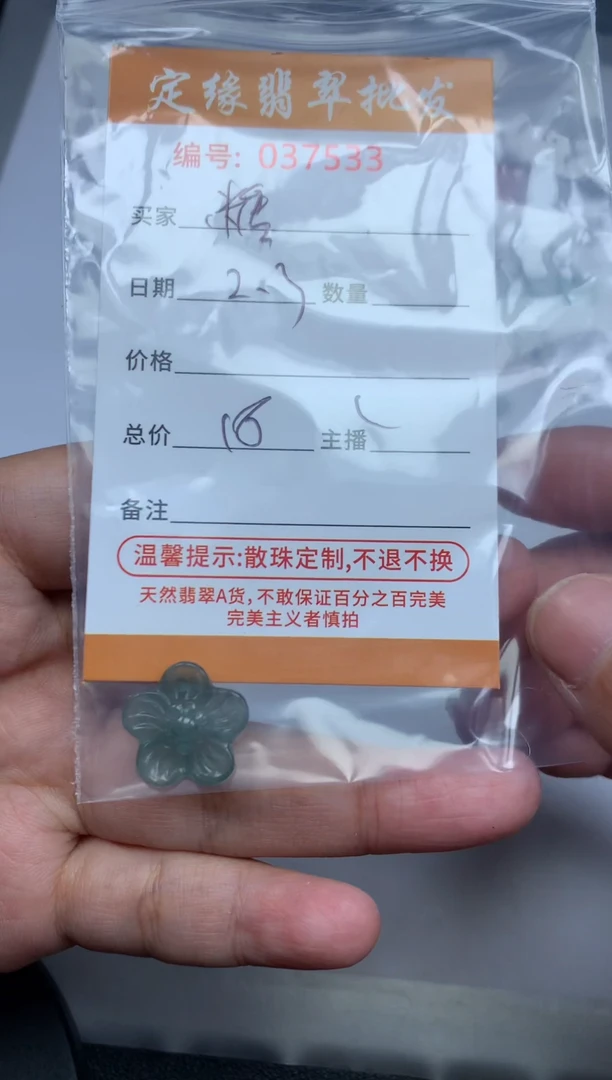 定缘翡翠批发
编号: 037533
买家 糖
日期 2.3 数量
价格
总价 16 主播
备注
温馨提示:散珠定制,不退不换
天然翡翠A货,不敢保证百分之百完美
完美主义者慎拍